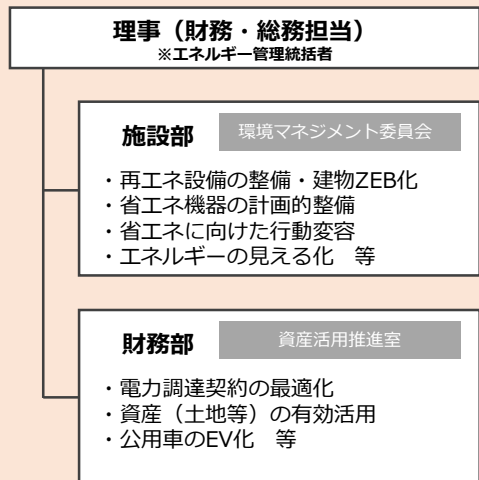 理事（財務・総務担当）
※エネルギー管理統括者
施設部 環境マネジメント委員会
・再エネ設備の整備・建物ZEB化
・省エネ機器の計画的整備
・省エネに向けた行動変容
・エネルギーの見える化　等
財務部 資産活用推進室
・電力調達契約の最適化
・資産（土地等）の有効活用
・公用車のEV化　等